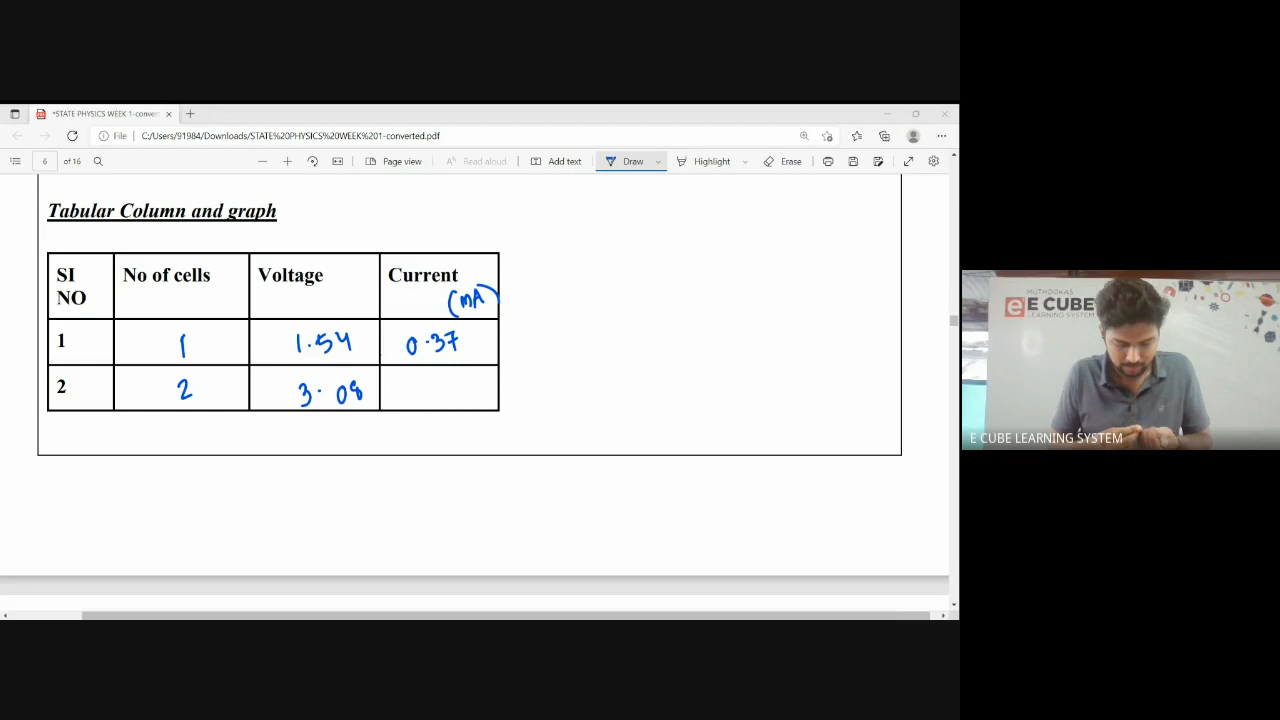 *STATE PHYSICS WEEK 1-conver
File C:/Users/91984/Downloads/STATE%20PHYSICS%20WEEK%201-converted.pdf
6 of 16 Page view Read aloud Add text Draw Highlight Erase
Tabular Column and graph
SI NO No of cells Voltage Current (mA)
1 1 1.54 0.37
2 2 3.08
MUTHOOKAS
e E CUBE
LEARNING SYSTEM
E CUBE LEARNING SYSTEM